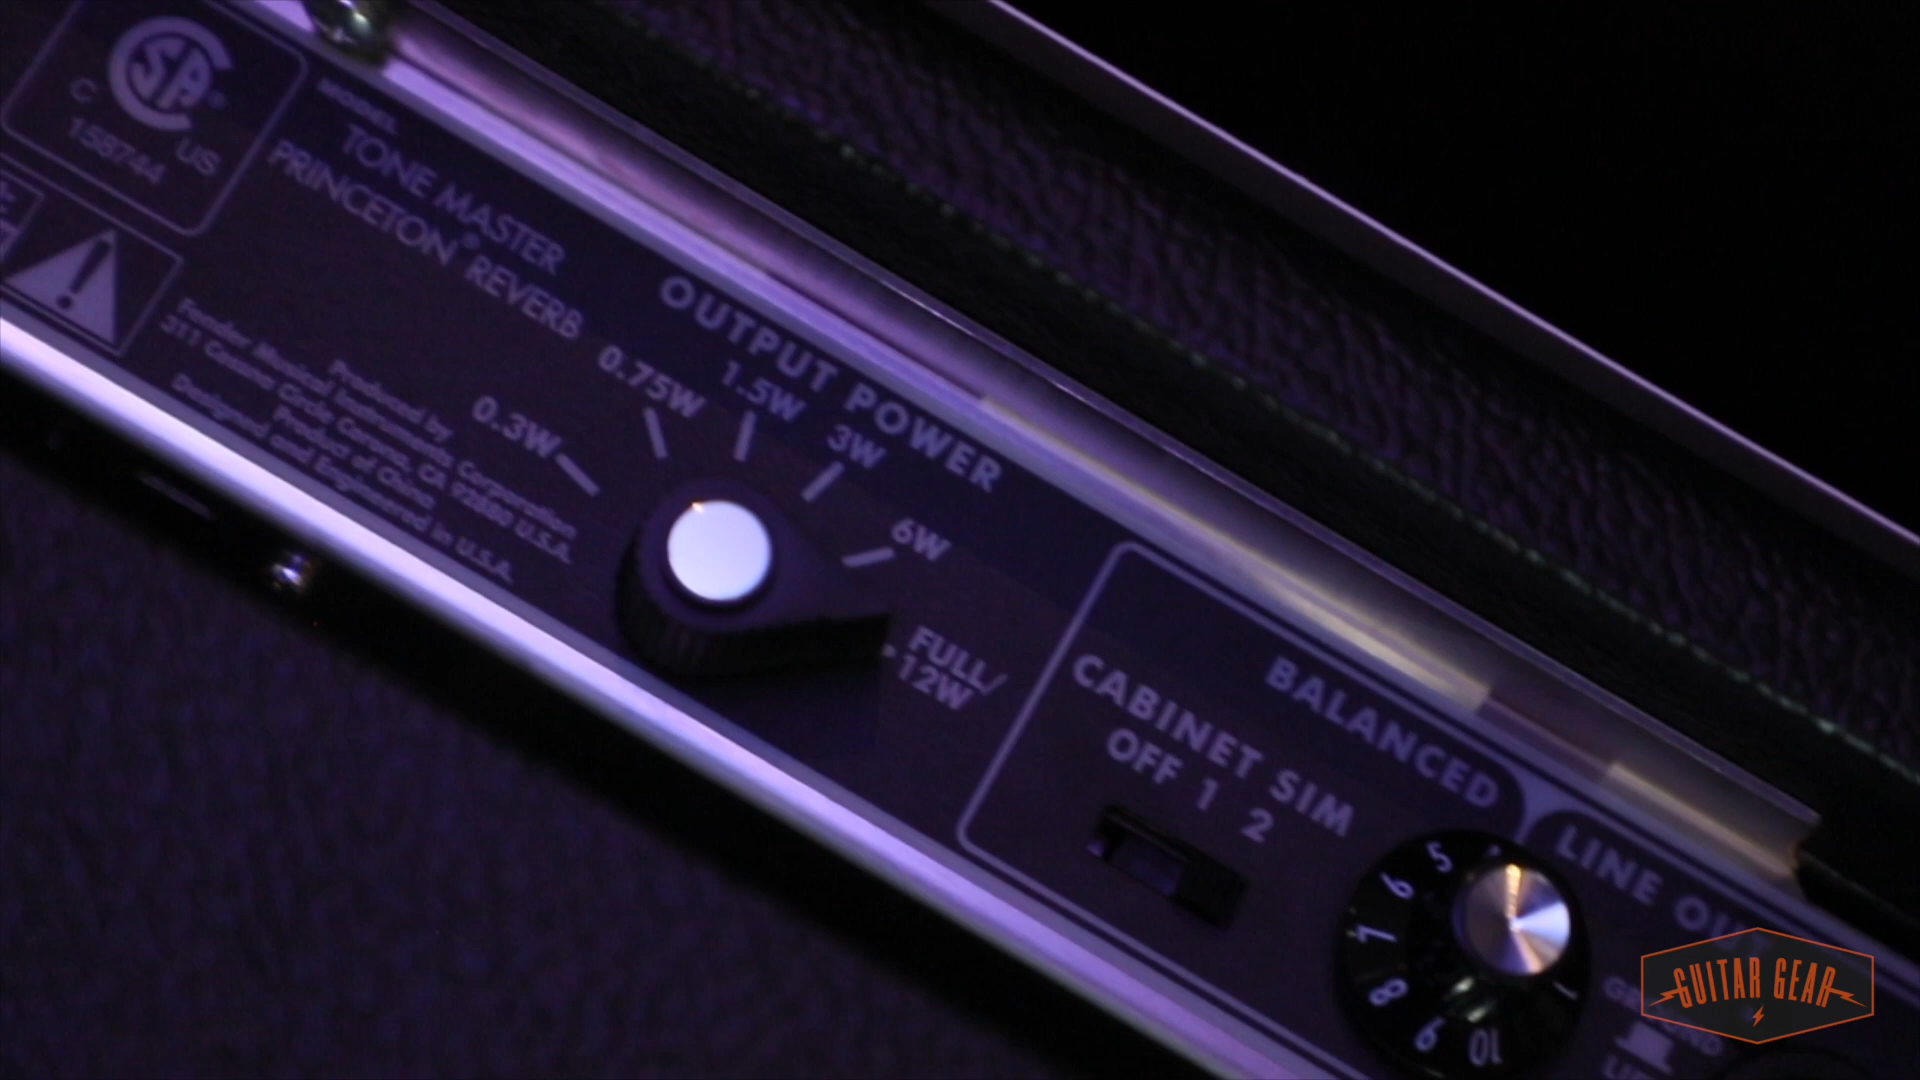 C SA® US
158744
MODEL
TONE MASTER
PRINCETON® REVERB
Produced by
Fender Musical Instruments Corporation
311 Cessna Circle Corona, CA 92880 U.S.A.
Product of China
Designed and Engineered in U.S.A.
OUTPUT POWER
0.3W
0.75W
1.5W
3W
6W
FULL/
12W
BALANCED
LINE OUT
CABINET SIM
OFF 1 2
5
6
7
8
9
10
GUITAR GEAR